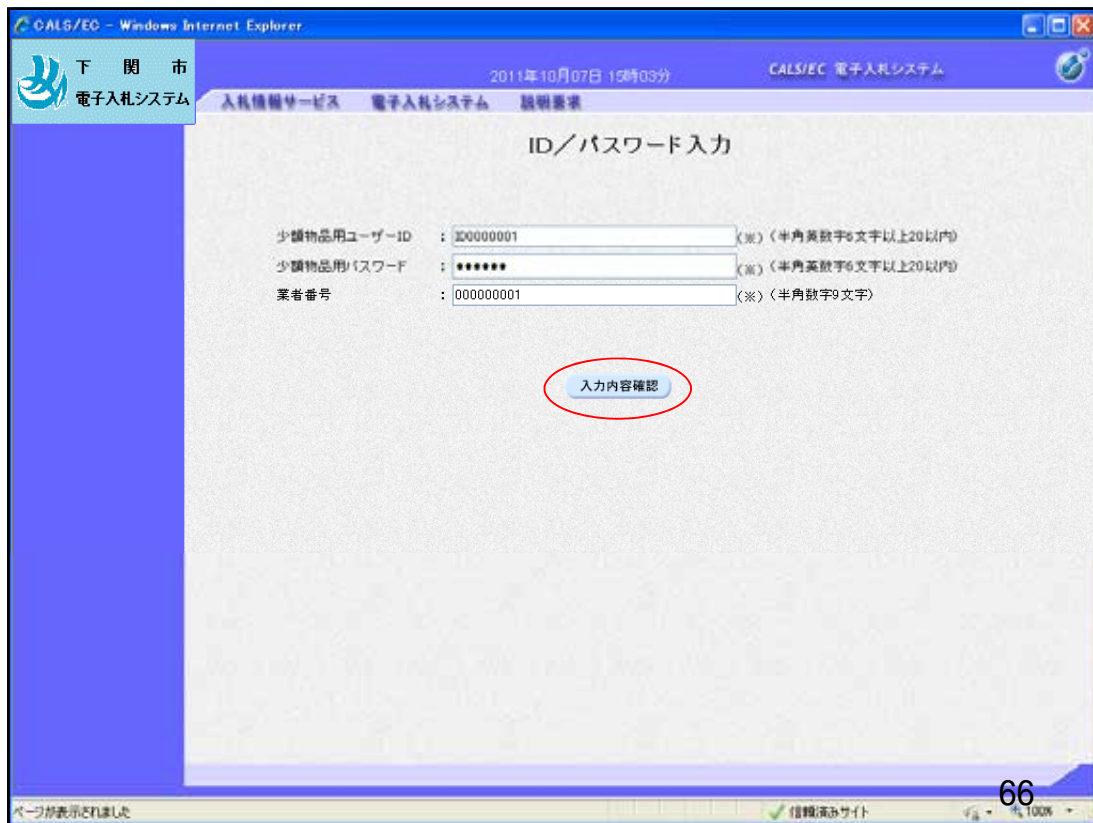 CALS/EC - Windows Internet Explorer
下 関 市
電子入札システム
2011年10月07日 15時03分
CALS/EC 電子入札システム
入札情報サービス 電子入札システム 説明要求
ID／パスワード入力
少額物品用ユーザーID : ID0000001 (※)（半角英数字6文字以上20以内)
少額物品用パスワード : ●●●●●● (※)（半角英数字6文字以上20以内)
業者番号 : 000000001 (※)（半角数字9文字）
入力内容確認
66
ページが表示されました 信頼済みサイト 100%